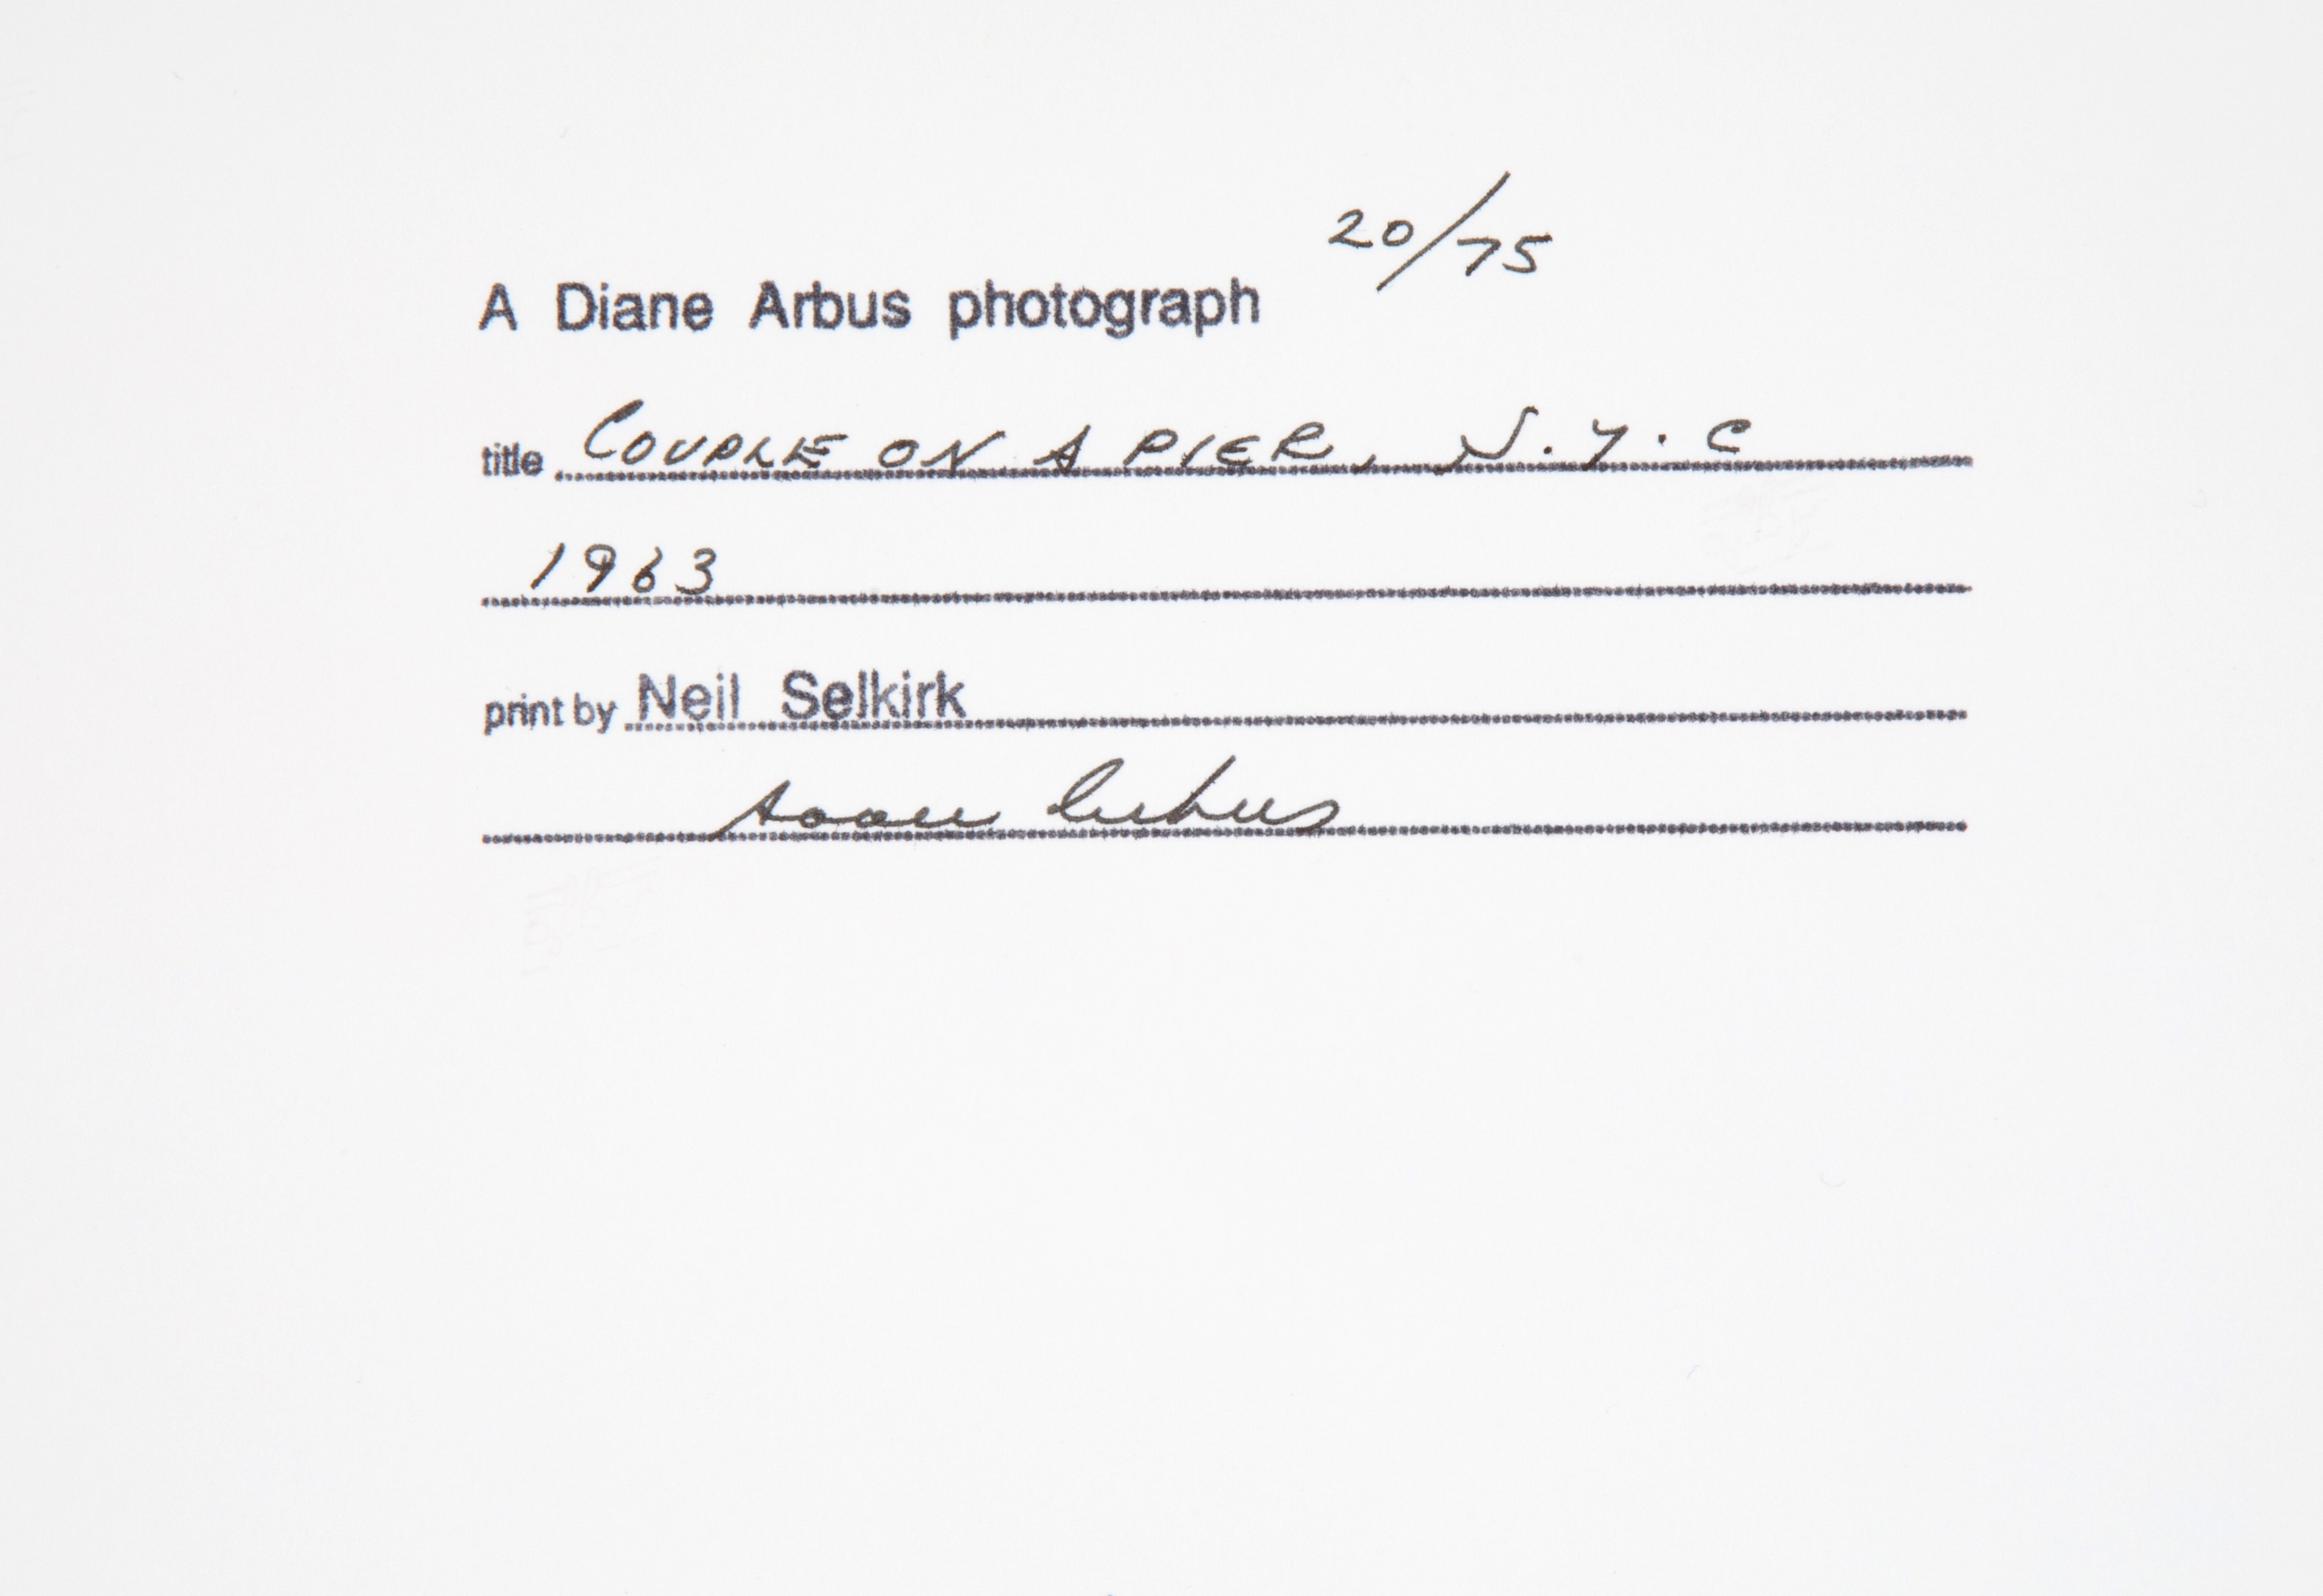 20/75
A Diane Arbus photograph
title COUPLE ON A PIER, N.Y.C
1963
print by Neil Selkirk
Doon Arbus